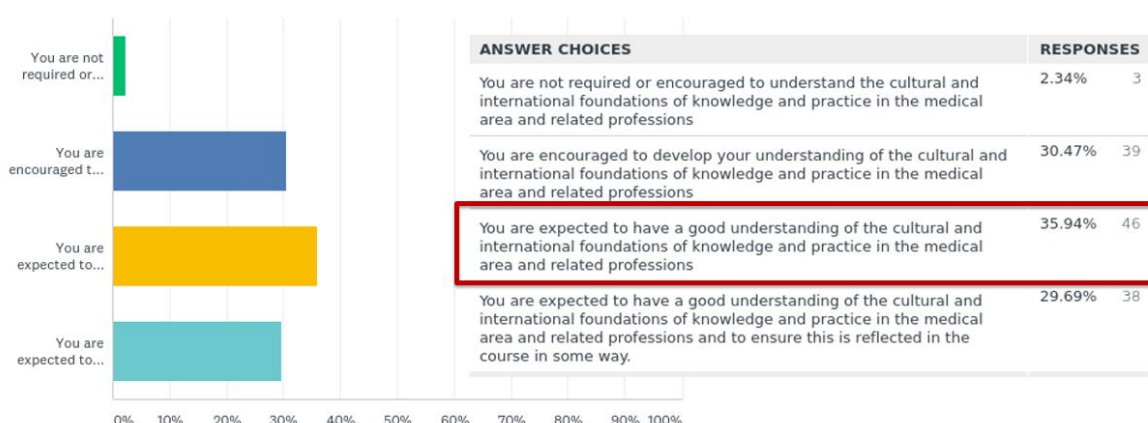 You are not
required or...
You are
encouraged t...
You are
expected to...
You are
expected to...
0% 10% 20% 30% 40% 50% 60% 70% 80% 90% 100%
ANSWER CHOICES RESPONSES
You are not required or encouraged to understand the cultural and 2.34% 3
international foundations of knowledge and practice in the medical
area and related professions
You are encouraged to develop your understanding of the cultural and 30.47% 39
international foundations of knowledge and practice in the medical
area and related professions
You are expected to have a good understanding of the cultural and 35.94% 46
international foundations of knowledge and practice in the medical
area and related professions
You are expected to have a good understanding of the cultural and 29.69% 38
international foundations of knowledge and practice in the medical
area and related professions and to ensure this is reflected in the
course in some way.